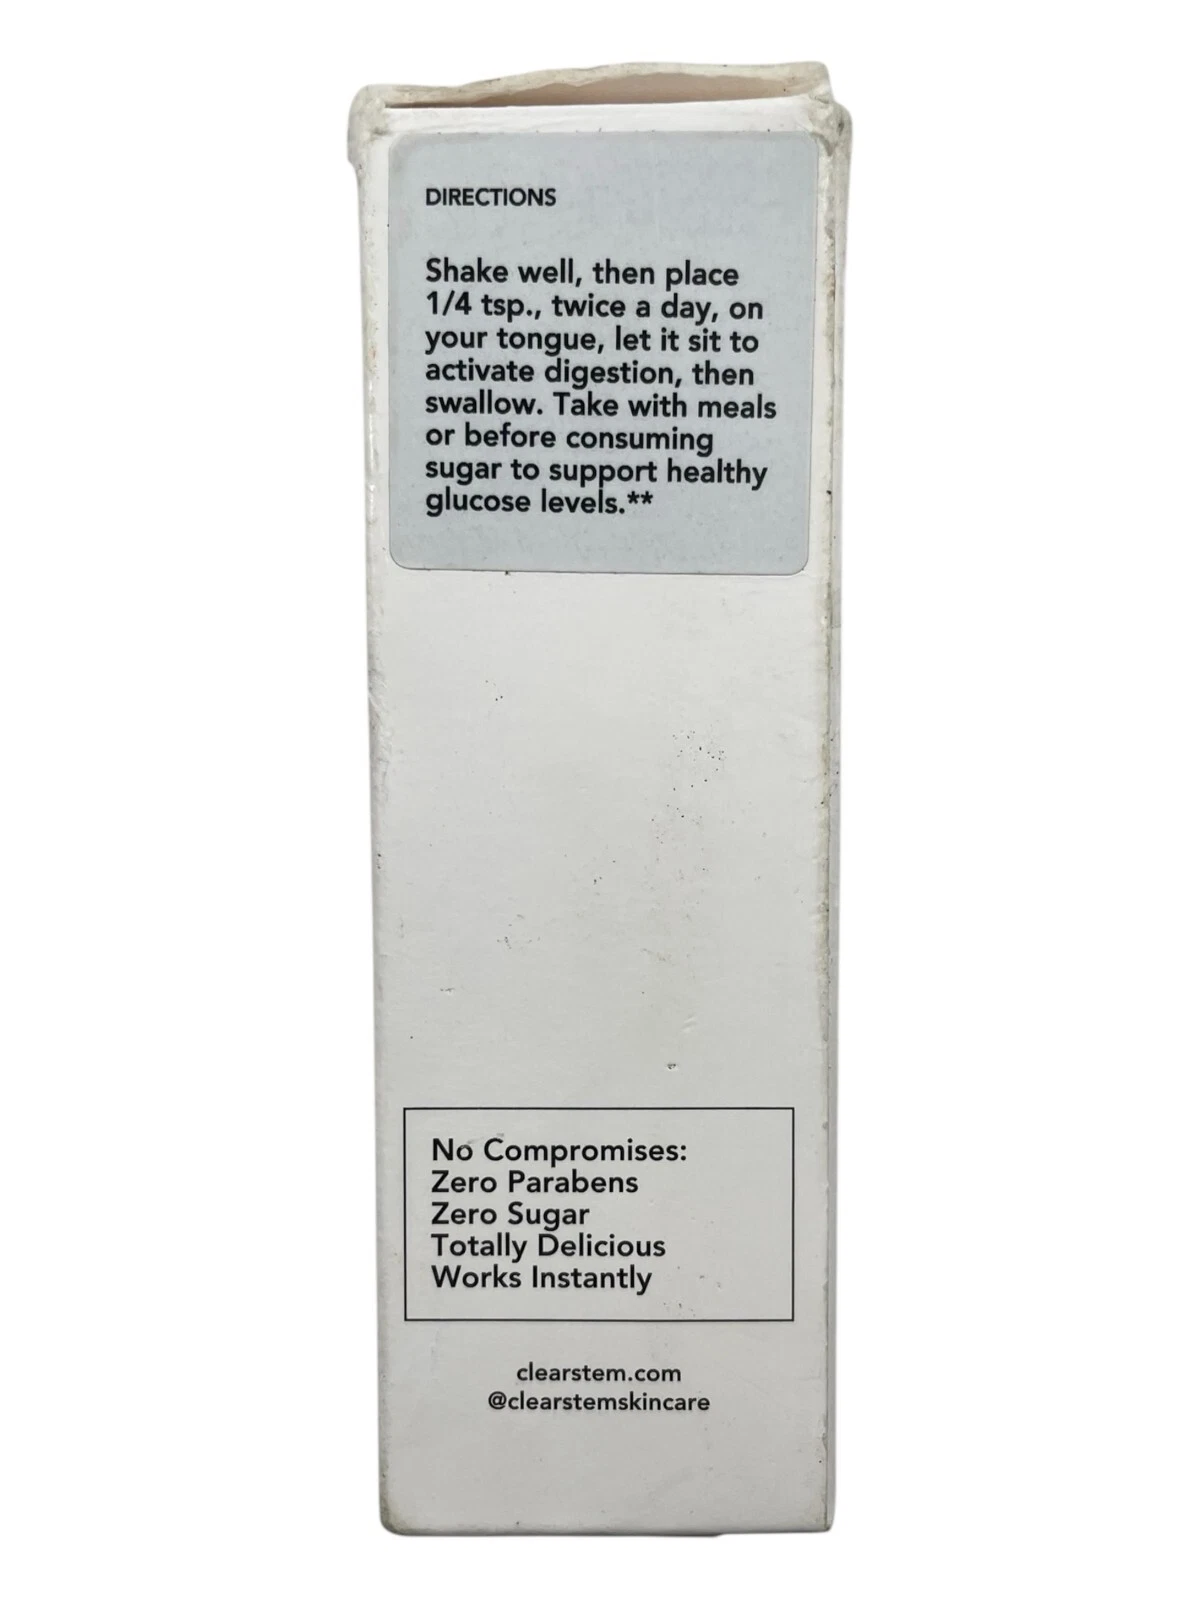 DIRECTIONS
Shake well, then place
1/4 tsp., twice a day, on
your tongue, let it sit to
activate digestion, then
swallow. Take with meals
or before consuming
sugar to support healthy
glucose levels.**
No Compromises:
Zero Parabens
Zero Sugar
Totally Delicious
Works Instantly
clearstem.com
@clearstemskincare